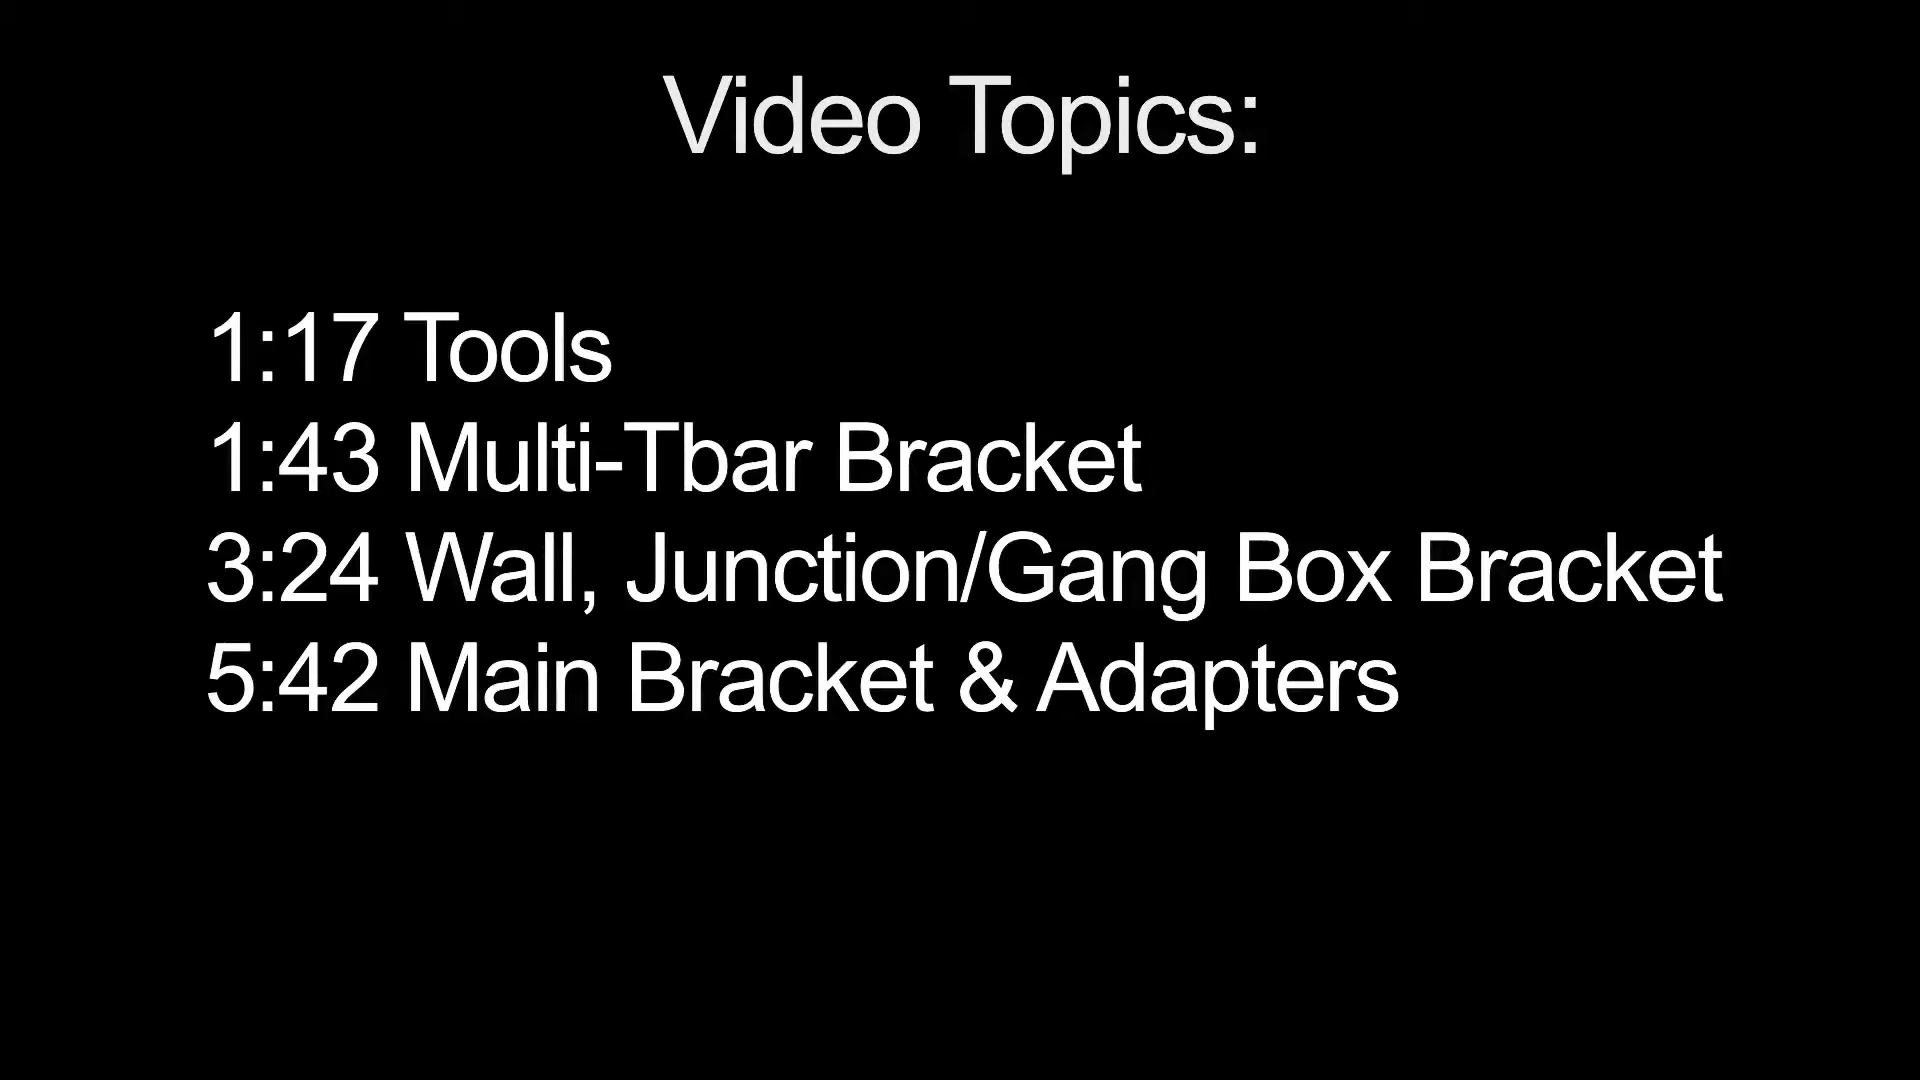 Video Topics:
1:17 Tools
1:43 Multi-Tbar Bracket
3:24 Wall, Junction/Gang Box Bracket
5:42 Main Bracket & Adapters